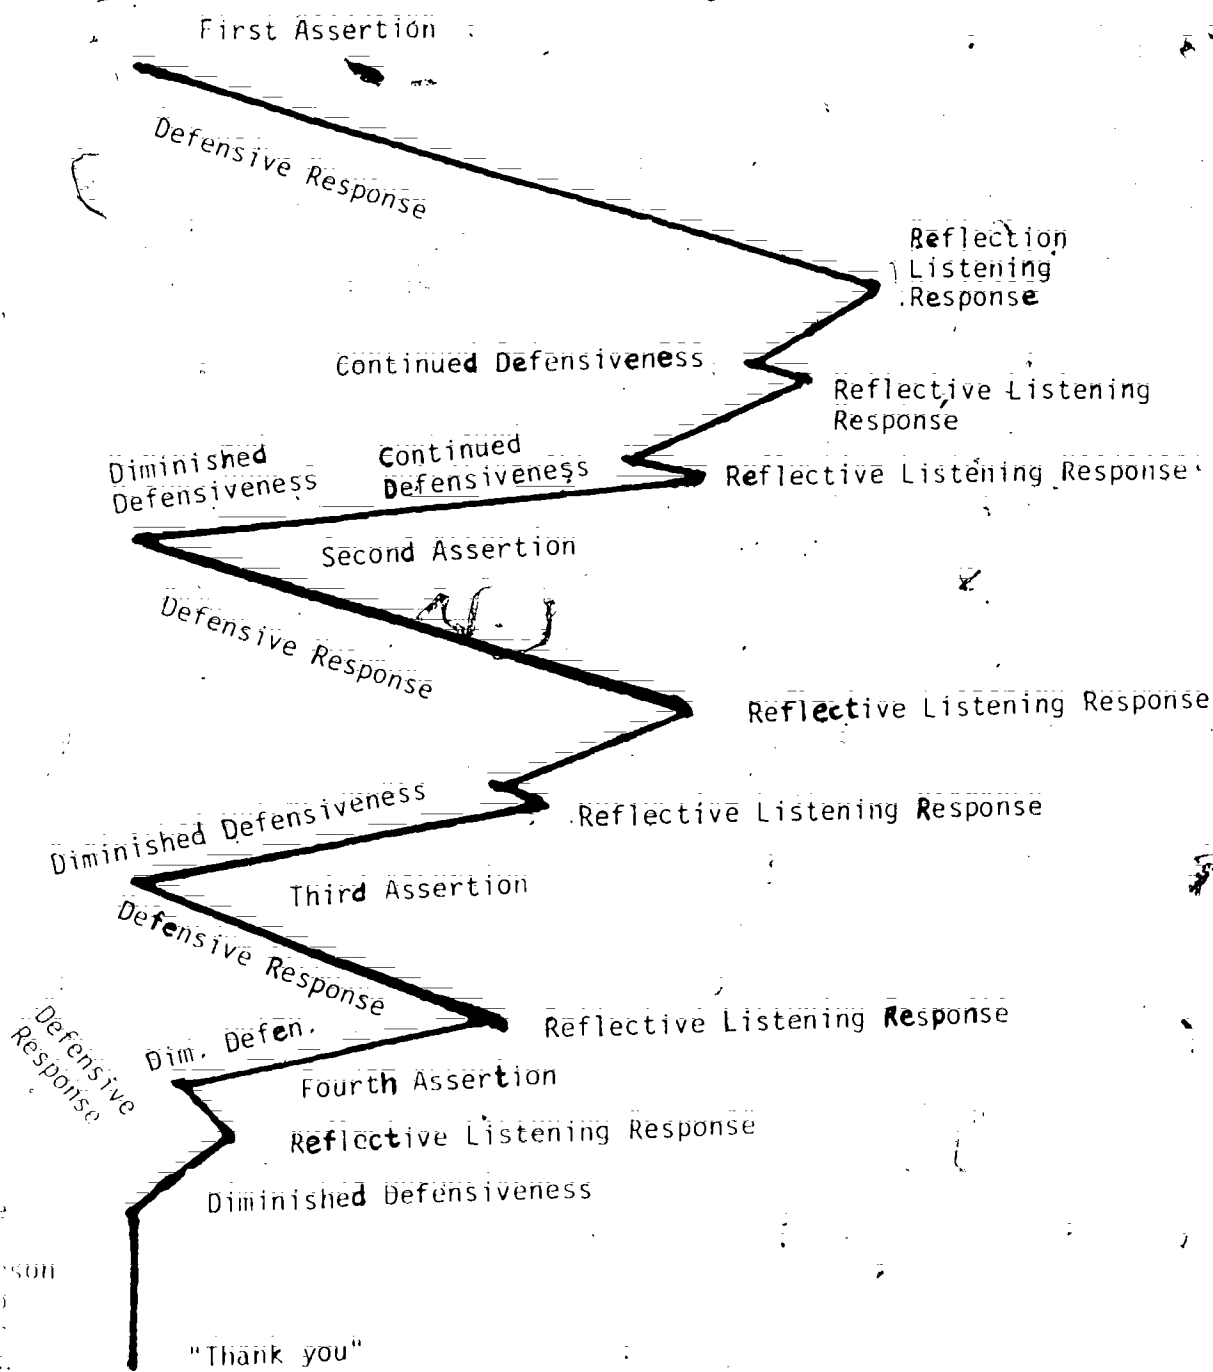 First Assertion
Defensive Response
Reflection
Listening
Response
Continued Defensiveness
Reflective Listening
Response
Diminished
Defensiveness
Continued
Defensiveness
Reflective Listening Response
Second Assertion
Defensive Response
Reflective Listening Response
Diminished Defensiveness
Reflective Listening Response
Third Assertion
Defensive Response
Reflective Listening Response
Defensive
Response
Dim. Defen.
Fourth Assertion
Reflective Listening Response
Diminished Defensiveness
"Thank you"